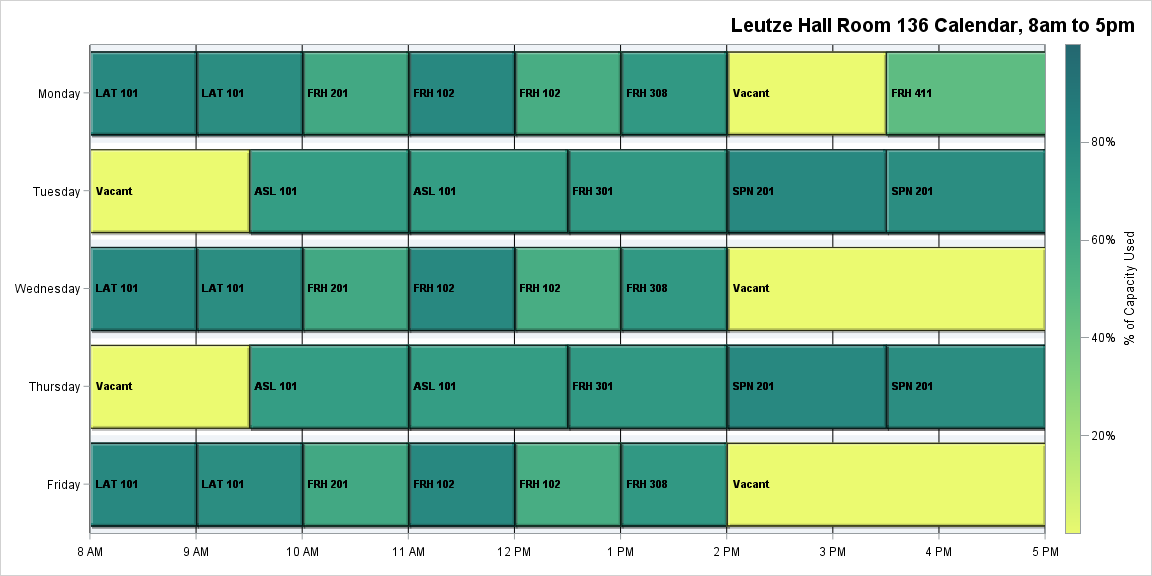 Leutze Hall Room 136 Calendar, 8am to 5pm
Monday
LAT 101
LAT 101
FRH 201
FRH 102
FRH 102
FRH 308
Vacant
FRH 411
Tuesday
Vacant
ASL 101
ASL 101
FRH 301
SPN 201
SPN 201
Wednesday
LAT 101
LAT 101
FRH 201
FRH 102
FRH 102
FRH 308
Vacant
Thursday
Vacant
ASL 101
ASL 101
FRH 301
SPN 201
SPN 201
Friday
LAT 101
LAT 101
FRH 201
FRH 102
FRH 102
FRH 308
Vacant
8 AM
9 AM
10 AM
11 AM
12 PM
1 PM
2 PM
3 PM
4 PM
5 PM
80%
60%
40%
20%
% of Capacity Used